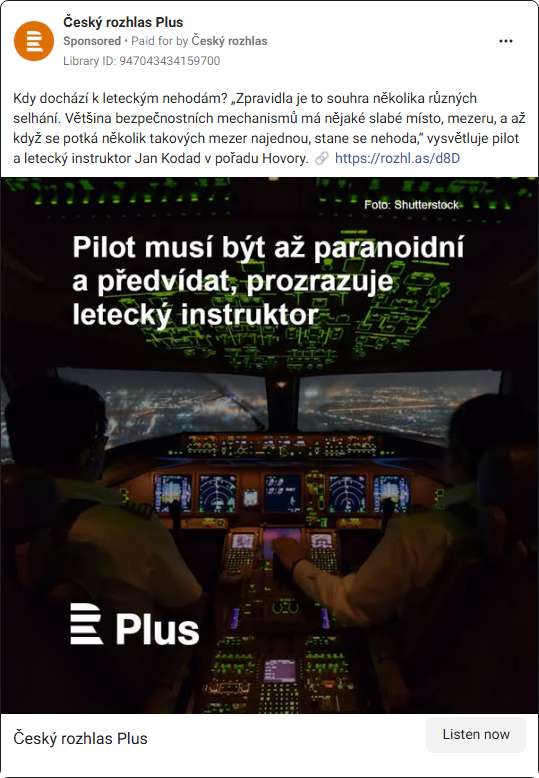 Český rozhlas Plus
Sponsored • Paid for by Český rozhlas
Library ID: 947043434159700
Kdy dochází k leteckým nehodám? „Zpravidla je to souhra několika různých
selhání. Většina bezpečnostních mechanismů má nějaké slabé místo, mezeru, a až
když se potká několik takových mezer najednou, stane se nehoda,“ vysvětluje pilot
a letecký instruktor Jan Kodad v pořadu Hovory. 🔗 https://rozhl.as/d8D
Foto: Shutterstock
Pilot musí být až paranoidní
a předvídat, prozrazuje
letecký instruktor
Plus
Český rozhlas Plus
Listen now